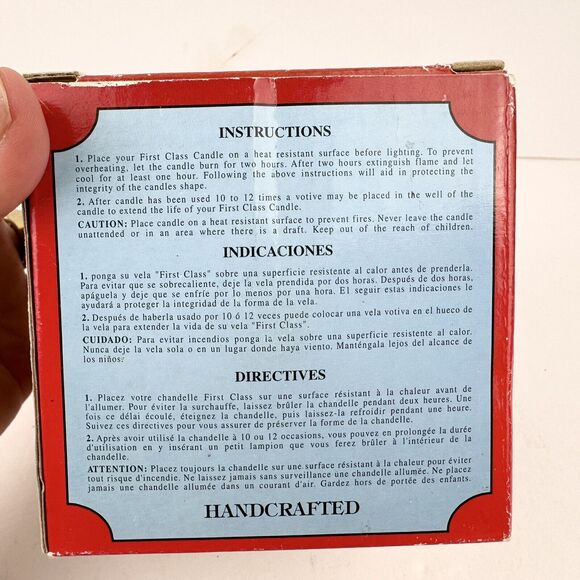 INSTRUCTIONS
1. Place your First Class Candle on a heat resistant surface before lighting. To prevent
overheating, let the candle burn for two hours. After two hours extinguish flame and let
cool for at least one hour. Following the above instructions will aid in protecting the
integrity of the candles shape.
2. After candle has been used 10 to 12 times a votive may be placed in the well of the
candle to extend the life of your First Class Candle.
CAUTION: Place candle on a heat resistant surface to prevent fires. Never leave the candle
unattended or in an area where there is a draft. Keep out of the reach of children.
INDICACIONES
1. ponga su vela "First Class" sobre una superficie resistente al calor antes de prenderla.
Para evitar que se sobrecaliente, deje la vela prendida por dos horas. Después de dos horas,
apáguela y deje que se enfríe por lo menos por una hora. El seguir estas indicaciones le
ayudará a proteger la integridad de la forma de la vela.
2. Después de haberla usado por 10 ó 12 veces puede colocar una vela votiva en el hueco de
la vela para extender la vida de su vela "First Class".
CUIDADO: Para evitar incendios ponga la vela sobre una superficie resistente al calor.
Nunca deje la vela sola o en un lugar donde haya viento. Manténgala lejos del alcance de
los niños.
DIRECTIVES
1. Placez votre chandelle First Class sur une surface résistant à la chaleur avant de
l'allumer. Pour éviter la surchauffe, laissez brûler la chandelle pendant deux heures. Une
fois ce délai écoulé, éteignez la chandelle, puis laissez-la refroidir pendant une heure.
Suivez ces directives pour vous assurer de préserver la forme de la chandelle.
2. Après avoir utilisé la chandelle à 10 ou 12 occasions, vous pouvez en prolongée la durée
d'utilisation en y insérant un petit lampion que vous ferez brûler à l'intérieur de la
chandelle.
ATTENTION: Placez toujours la chandelle sur une surface résistant à la chaleur pour éviter
tout risque d'incendie. Ne laissez jamais sans surveillance une chandelle allumée. Ne placez
jamais une chandelle allumée dans un courant d'air. Gardez hors de portée des enfants.
HANDCRAFTED